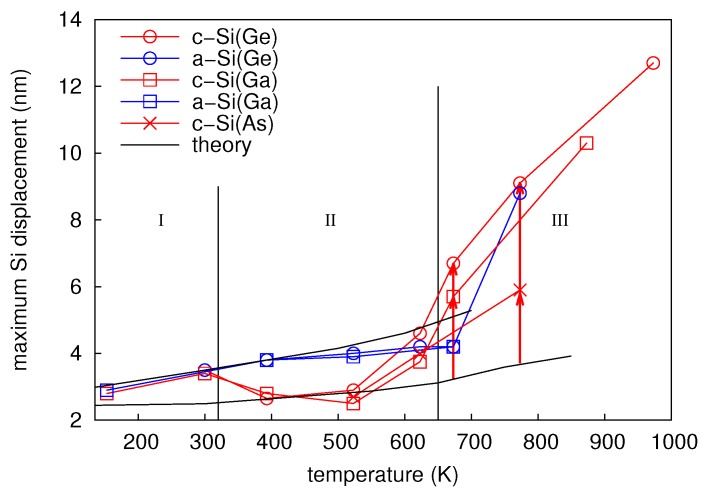 maximum Si displacement (nm)
14
12
10
8
6
4
2
c−Si(Ge)
a−Si(Ge)
c−Si(Ga)
a−Si(Ga)
c−Si(As)
theory
I
II
III
200
300
400
500
600
700
800
900
1000
temperature (K)